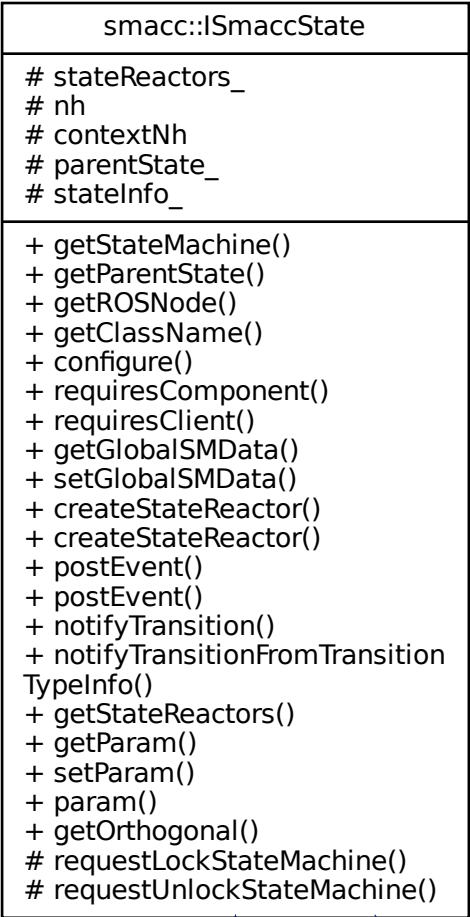 smacc::ISmaccState
# stateReactors_
# nh
# contextNh
# parentState_
# stateInfo_
+ getStateMachine()
+ getParentState()
+ getROSNode()
+ getClassName()
+ configure()
+ requiresComponent()
+ requiresClient()
+ getGlobalSMData()
+ setGlobalSMData()
+ createStateReactor()
+ createStateReactor()
+ postEvent()
+ postEvent()
+ notifyTransition()
+ notifyTransitionFromTransition
TypeInfo()
+ getStateReactors()
+ getParam()
+ setParam()
+ param()
+ getOrthogonal()
# requestLockStateMachine()
# requestUnlockStateMachine()